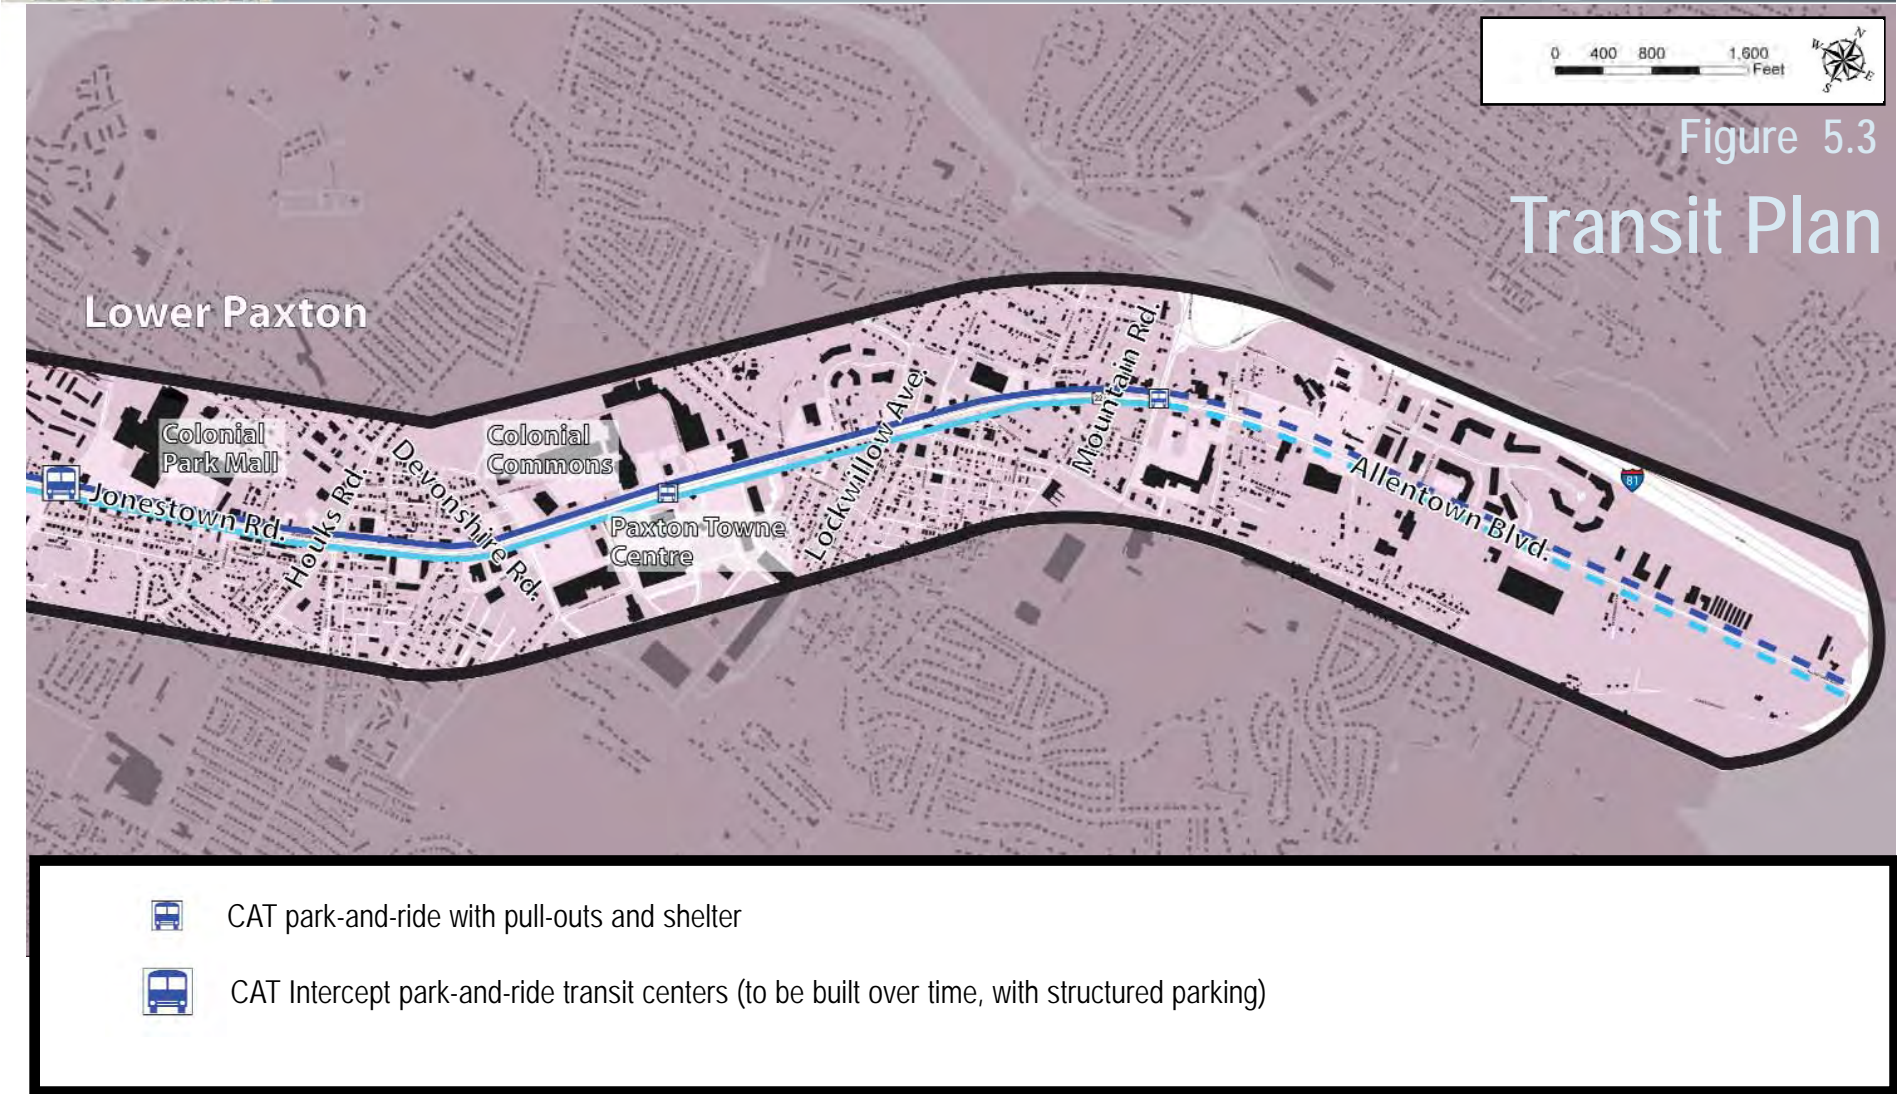 0 400 800 1,600
Feet
N
W
E
S
Figure 5.3
Transit Plan
Lower Paxton
Mountain Rd.
Lockwillow Ave.
Colonial
Park Mall
Devonshire Rd.
Colonial
Commons
Jonestown Rd.
Houks Rd.
Paxton Towne
Centre
Allentown Blvd.
81
CAT park-and-ride with pull-outs and shelter
CAT Intercept park-and-ride transit centers (to be built over time, with structured parking)